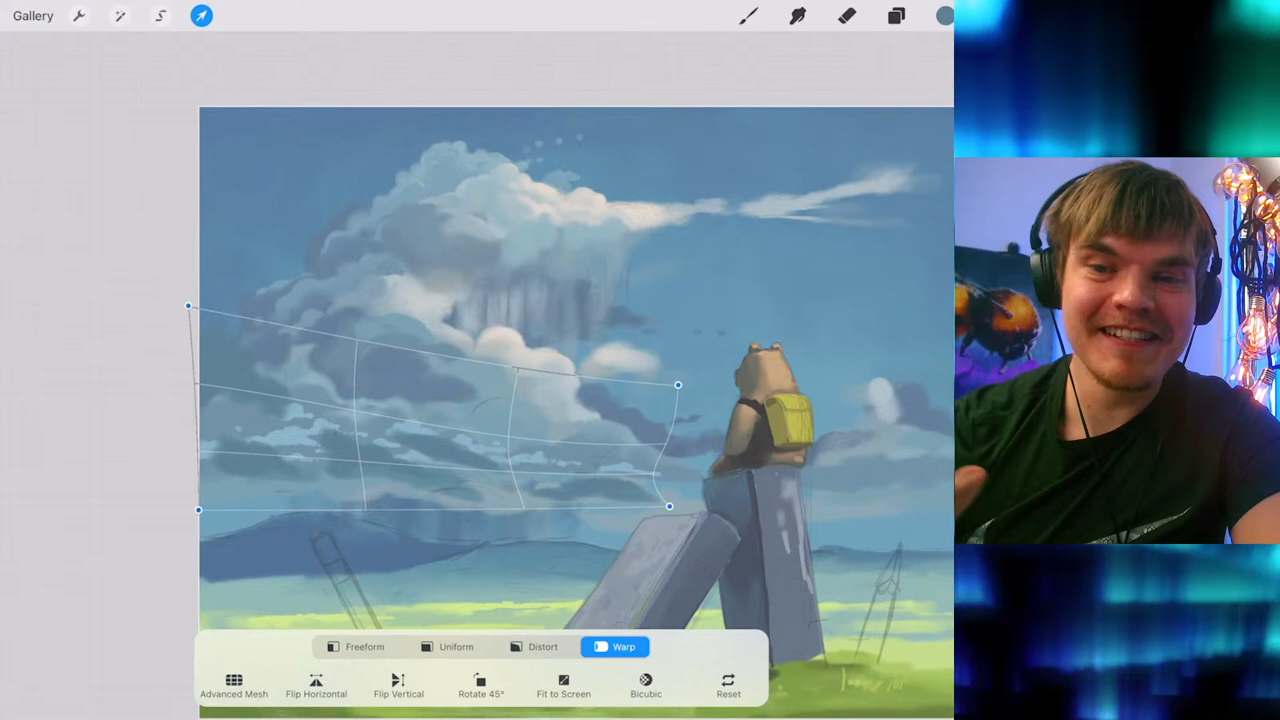 Gallery
Freeform Uniform Distort Warp
Advanced Mesh Flip Horizontal Flip Vertical Rotate 45° Fit to Screen Bicubic Reset